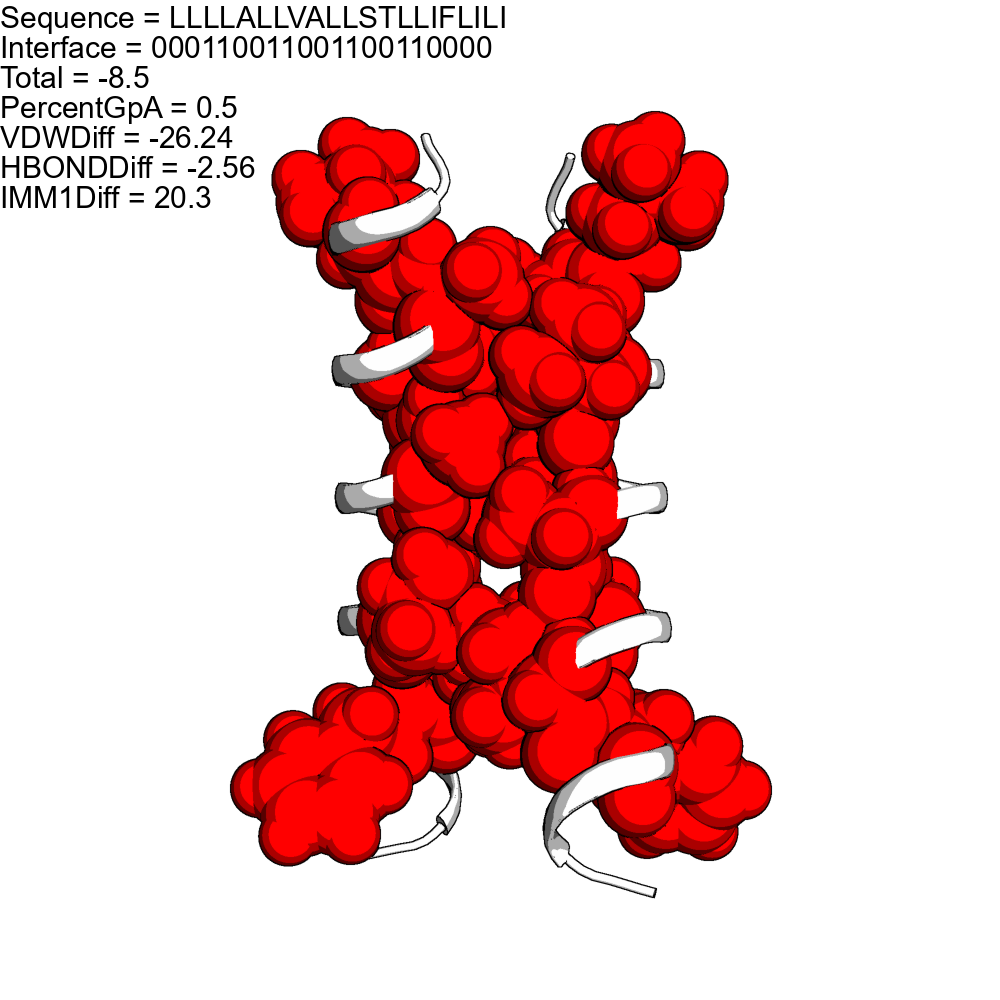 Sequence = LLLLALLVALLSTLLIFLILI
Interface = 000110011001100110000
Total = -8.5
PercentGpA = 0.5
VDWDiff = -26.24
HBONDDiff = -2.56
IMM1Diff = 20.3